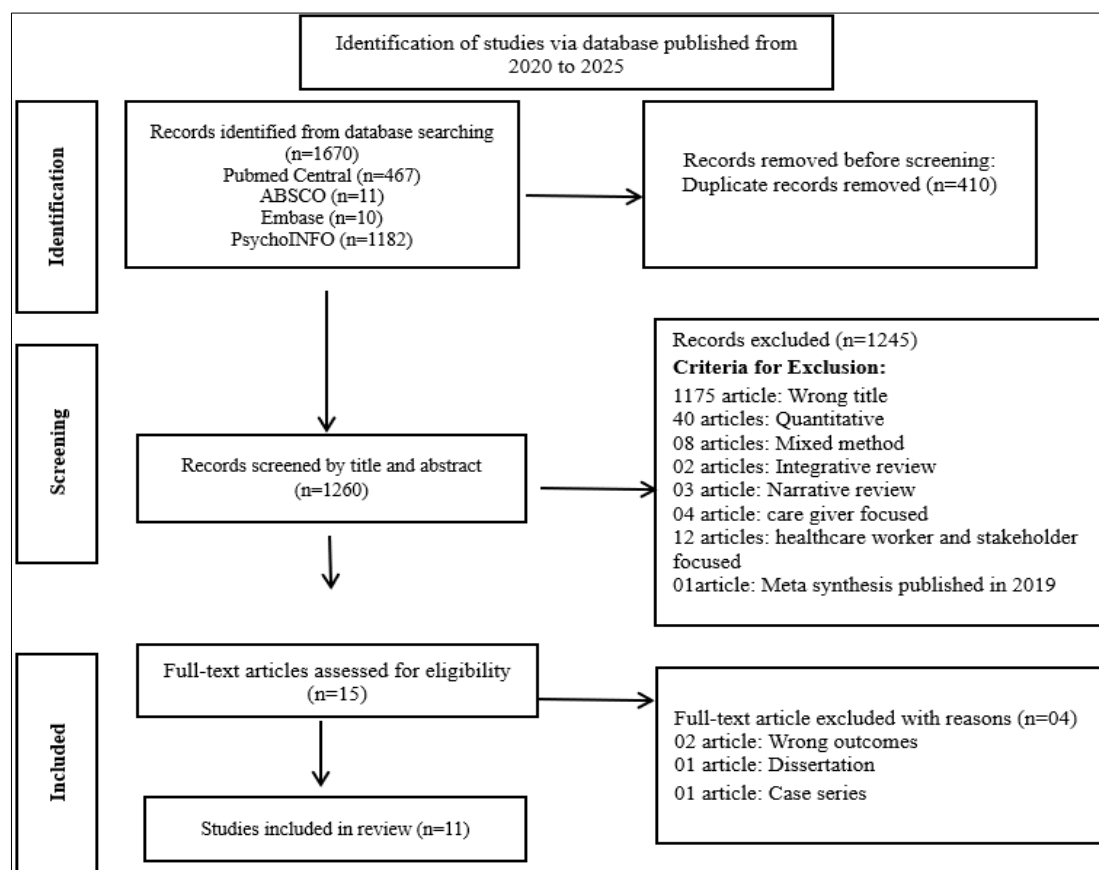 Identification of studies via database published from
2020 to 2025
Identification
Records identified from database searching
(n=1670)
Pubmed Central (n=467)
ABSCO (n=11)
Embase (n=10)
PsychoINFO (n=1182)
Records removed before screening:
Duplicate records removed (n=410)
Screening
Records screened by title and abstract
(n=1260)
Records excluded (n=1245)
Criteria for Exclusion:
1175 article: Wrong title
40 articles: Quantitative
08 articles: Mixed method
02 articles: Integrative review
03 article: Narrative review
04 article: care giver focused
12 articles: healthcare worker and stakeholder
focused
01article: Meta synthesis published in 2019
Included
Full-text articles assessed for eligibility
(n=15)
Full-text article excluded with reasons (n=04)
02 article: Wrong outcomes
01 article: Dissertation
01 article: Case series
Studies included in review (n=11)